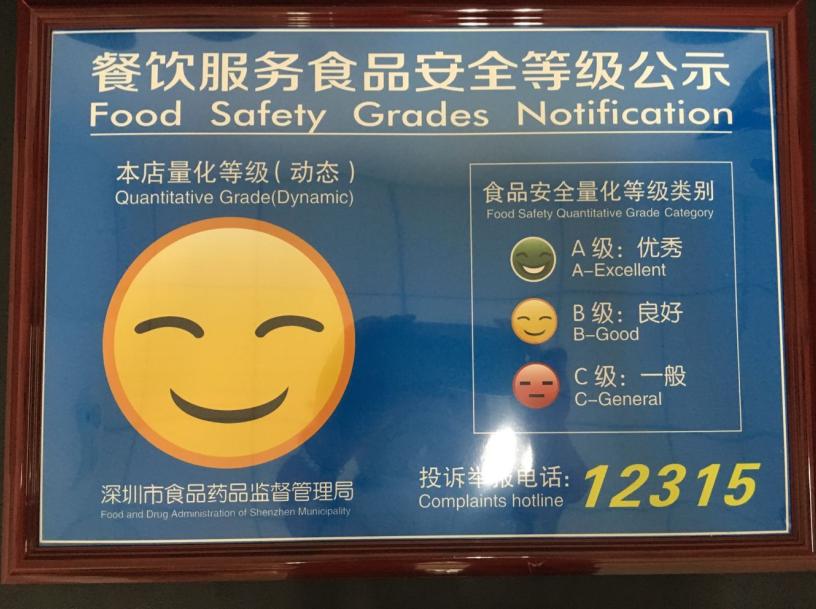 餐饮服务食品安全等级公示
Food Safety Grades Notification
本店量化等级(动态)
Quantitative Grade(Dynamic)
食品安全量化等级类别
Food Safety Quantitative Grade Category
A 级: 优秀
A-Excellent
B 级: 良好
B-Good
C 级: 一般
C-General
深圳市食品药品监督管理局
Food and Drug Administration of Shenzhen Municipality
投诉举报电话:
Complaints hotline
12315